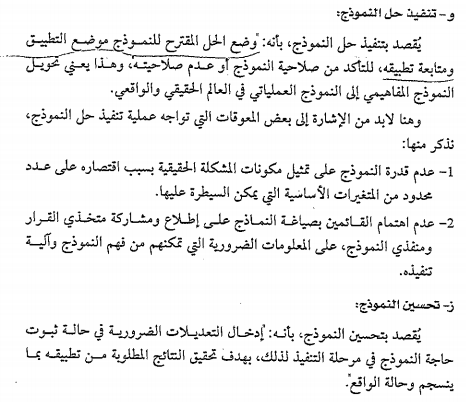 و- تنفيذ حل النموذج:
يُقصد بتنفيذ حل النموذج، بأنه: "وضع الحل المقترح للنموذج موضع التطبيق
ومتابعة تطبيقه، للتأكد من صلاحية النموذج أو عدم صلاحيته، وهذا يعني تحويل
النموذج المفاهيمي إلى النموذج العملياتي في العالم الحقيقي والواقعي.
وهنا لابد من الإشارة إلى بعض المعوقات التي تواجه عملية تنفيذ حل النموذج،
نذكر منها:
1- عدم قدرة النموذج على تمثيل مكونات المشكلة الحقيقية بسبب اقتصاره على عدد
محدود من المتغيرات الأساسية التي يمكن السيطرة عليها.
2- عدم اهتمام القائمين بصياغة النماذج على إطلاع ومشاركة متخذي القرار
ومنفذي النموذج، على المعلومات الضرورية التي تمكنهم من فهم النموذج وآلية
تنفيذه.
ز- تحسين النموذج:
يُقصد بتحسين النموذج، بأنه: "إدخال التعديلات الضرورية في حالة ثبوت
حاجة النموذج في مرحلة التنفيذ لذلك، بهدف تحقيق النتائج المطلوبة من تطبيقه بما
ينسجم وحالة الواقع".